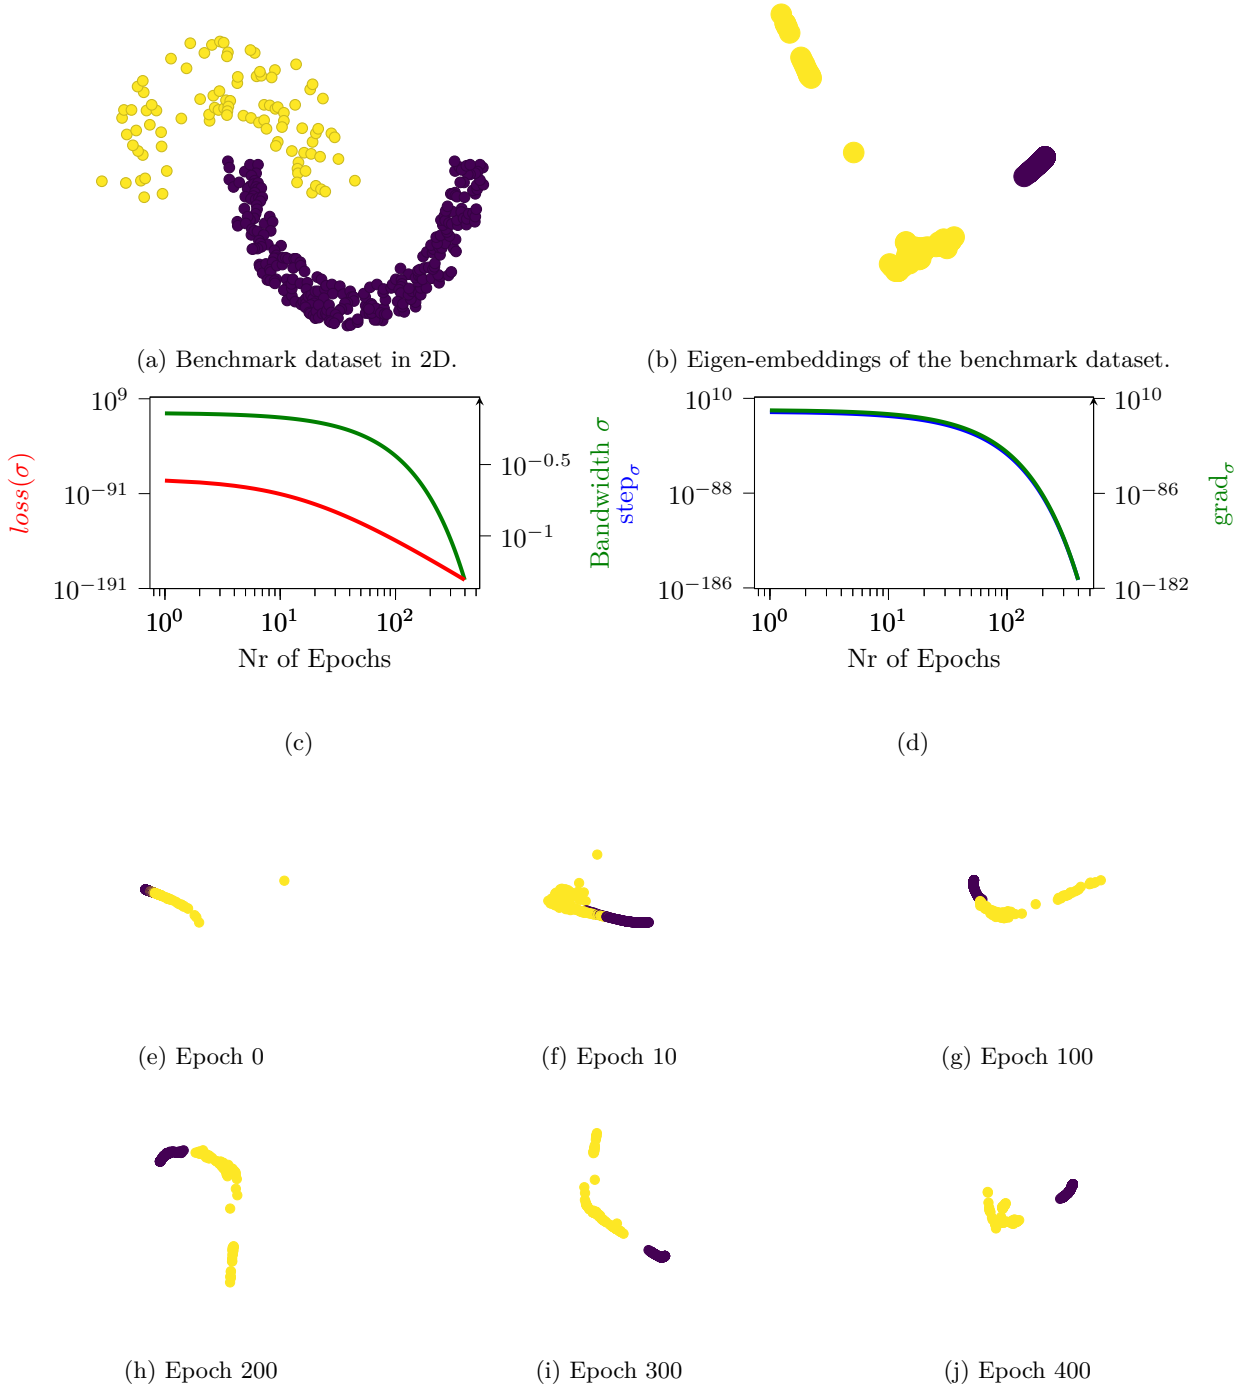 (a) Benchmark dataset in 2D.
(b) Eigen-embeddings of the benchmark dataset.
10^9
10^{-91}
10^{-191}
loss(σ)
10^{-0.5}
10^{-1}
Bandwidth σ
10^0 10^1 10^2
Nr of Epochs
(c)
step_σ
10^{10}
10^{-88}
10^{-186}
10^{10}
10^{-86}
10^{-182}
grad_σ
10^0 10^1 10^2
Nr of Epochs
(d)
(e) Epoch 0
(f) Epoch 10
(g) Epoch 100
(h) Epoch 200
(i) Epoch 300
(j) Epoch 400